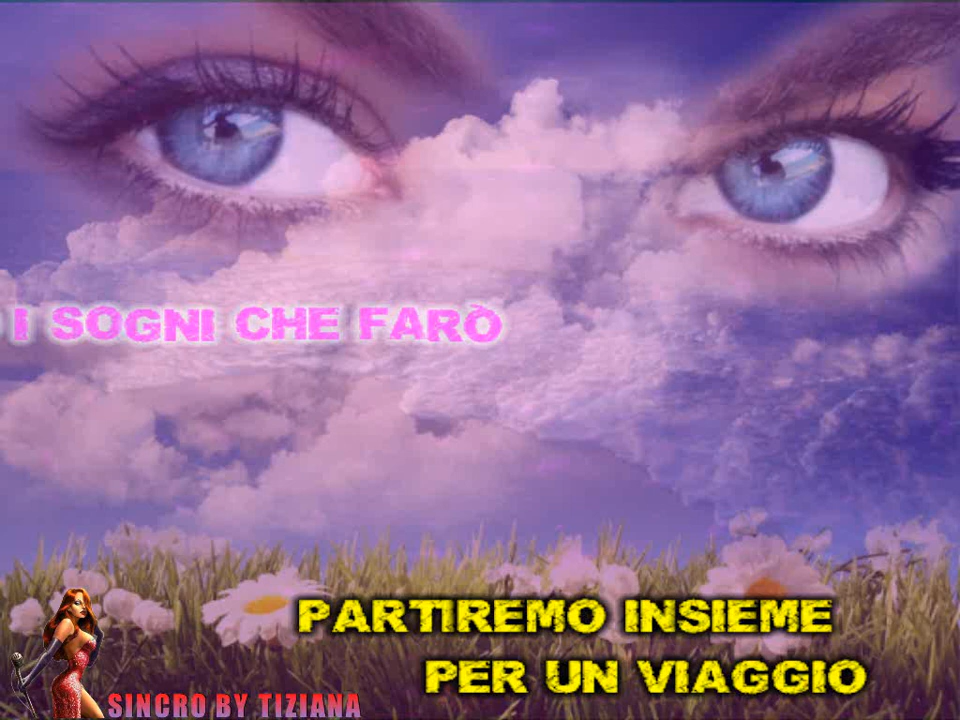 I SOGNI CHE FARÒ
PARTIREMO INSIEME
PER UN VIAGGIO
SINCRO BY TIZIANA